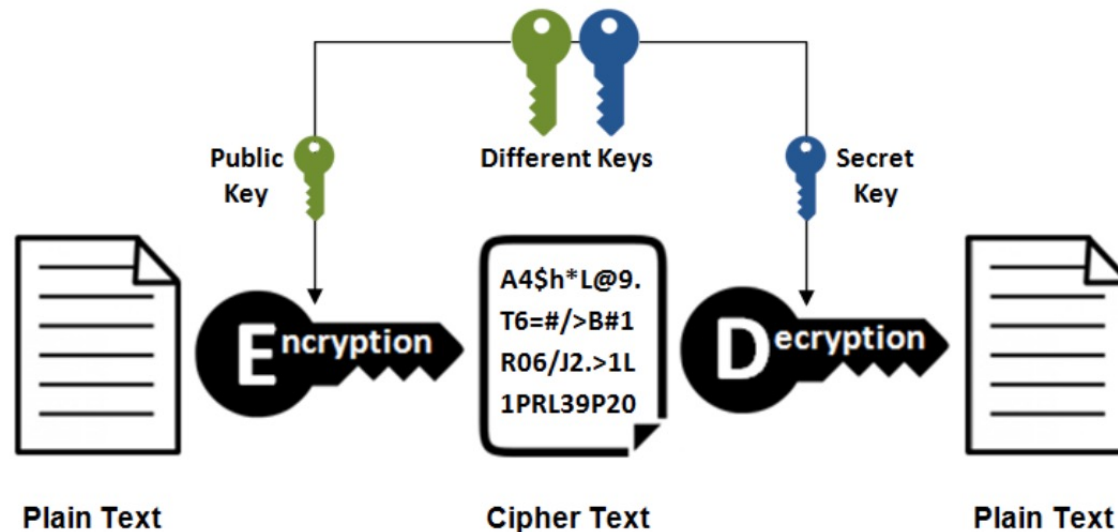 Public
Key
Different Keys
Secret
Key
Encryption
A4$h*L@9.
T6=#/>B#1
R06/J2.>1L
1PRL39P20
Decryption
Plain Text
Cipher Text
Plain Text